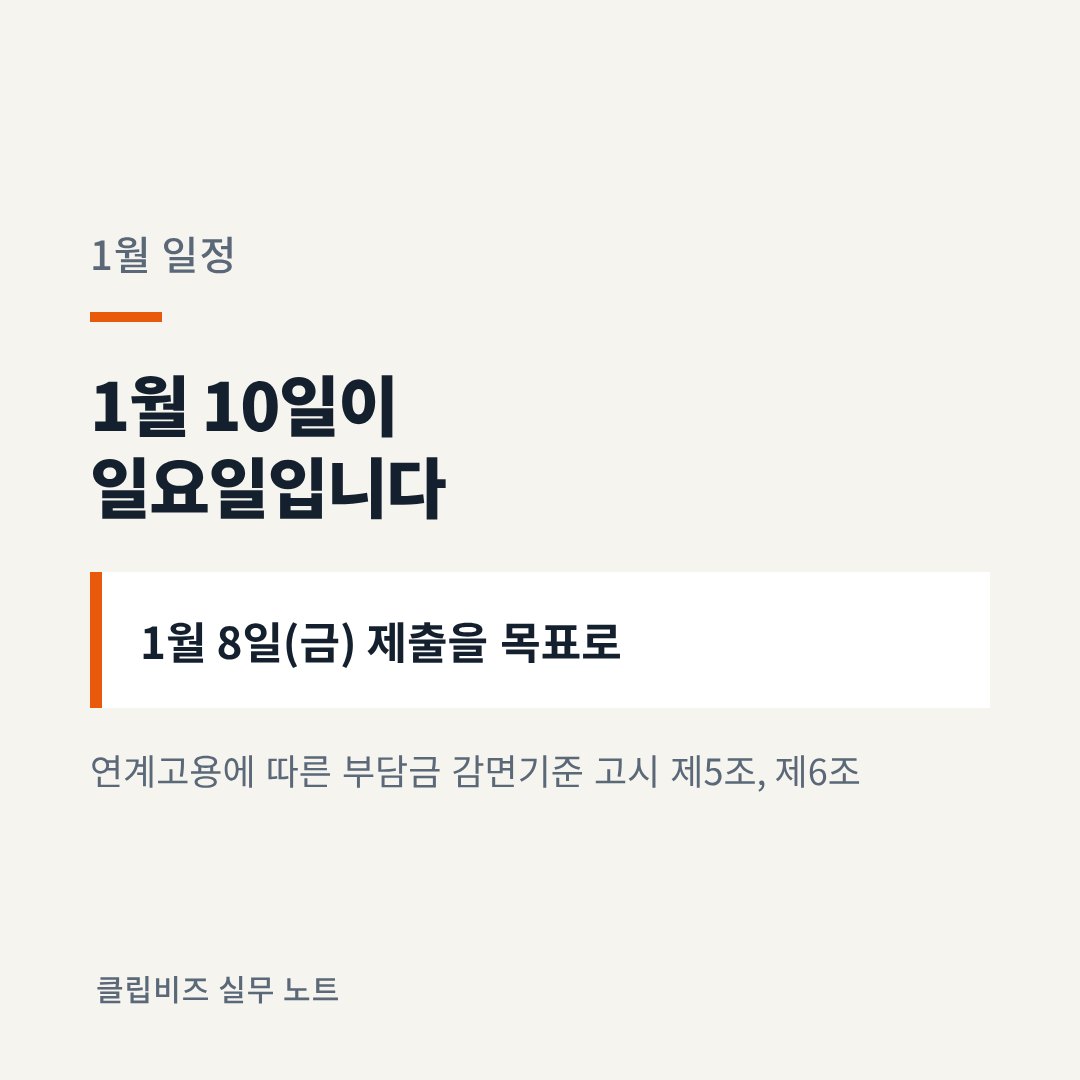 1월 일정
1월 10일이
일요일입니다
1월 8일(금) 제출을 목표로
연계고용에 따른 부담금 감면기준 고시 제5조, 제6조
클립비즈 실무 노트